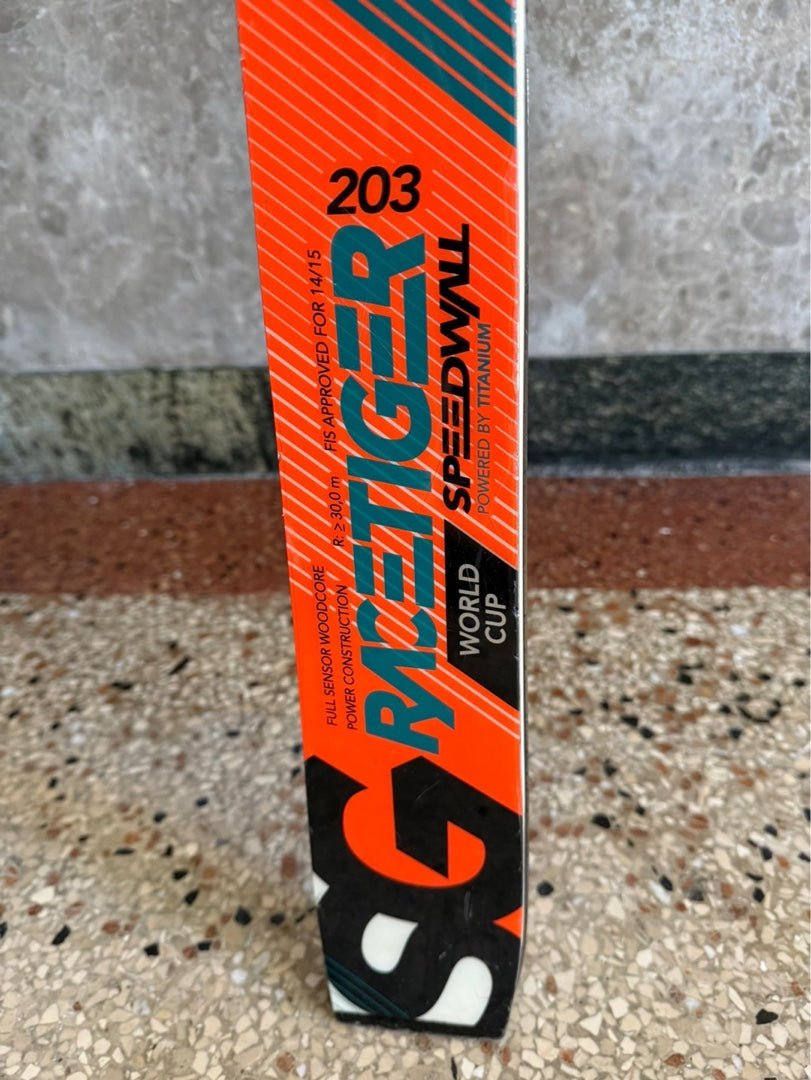 203
FIS APPROVED FOR 14/15
R: ≥ 30,0 m
FULL SENSOR WOODCORE
POWER CONSTRUCTION
RACETIGER
SPEEDWALL
POWERED BY TITANIUM
WORLD
CUP
SG